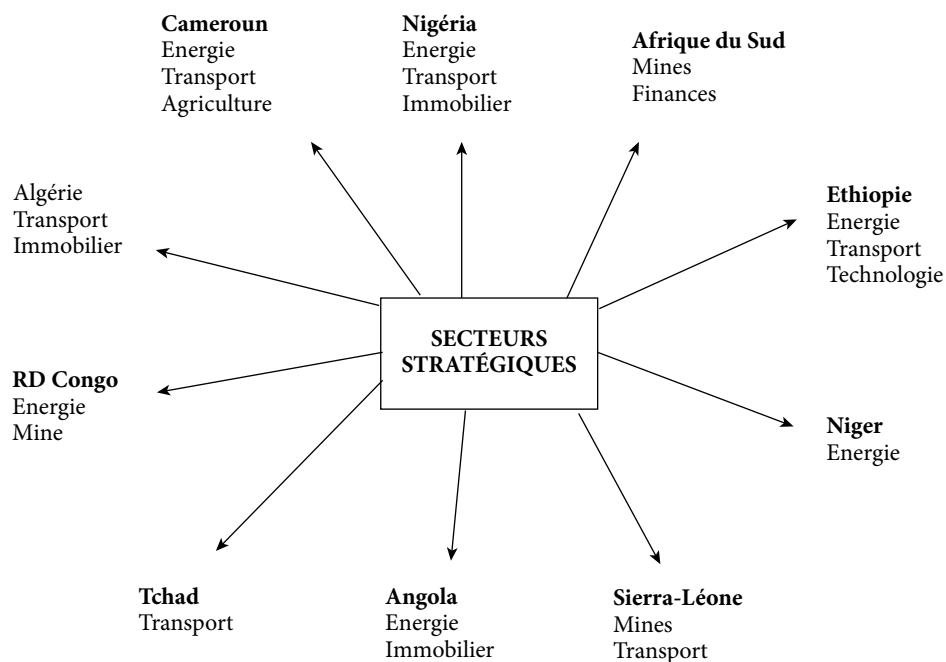 Cameroun
Energie
Transport
Agriculture
Nigéria
Energie
Transport
Immobilier
Afrique du Sud
Mines
Finances
Algérie
Transport
Immobilier
Ethiopie
Energie
Transport
Technologie
SECTEURS
STRATÉGIQUES
RD Congo
Energie
Mine
Niger
Energie
Tchad
Transport
Angola
Energie
Immobilier
Sierra-Léone
Mines
Transport